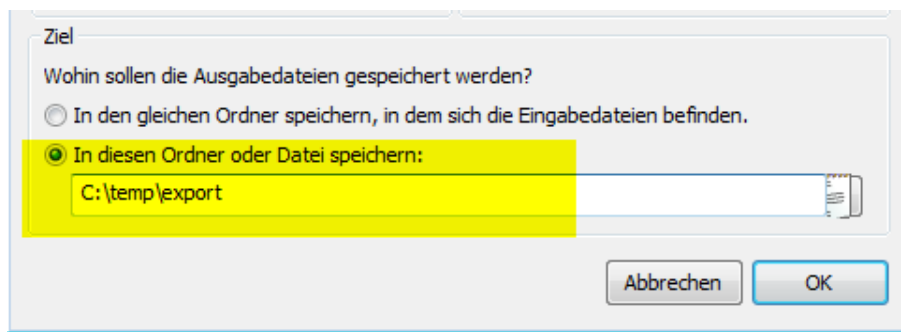 Ziel
Wohin sollen die Ausgabedateien gespeichert werden?
In den gleichen Ordner speichern, in dem sich die Eingabedateien befinden.
In diesen Ordner oder Datei speichern:
C:\temp\export
Abbrechen OK